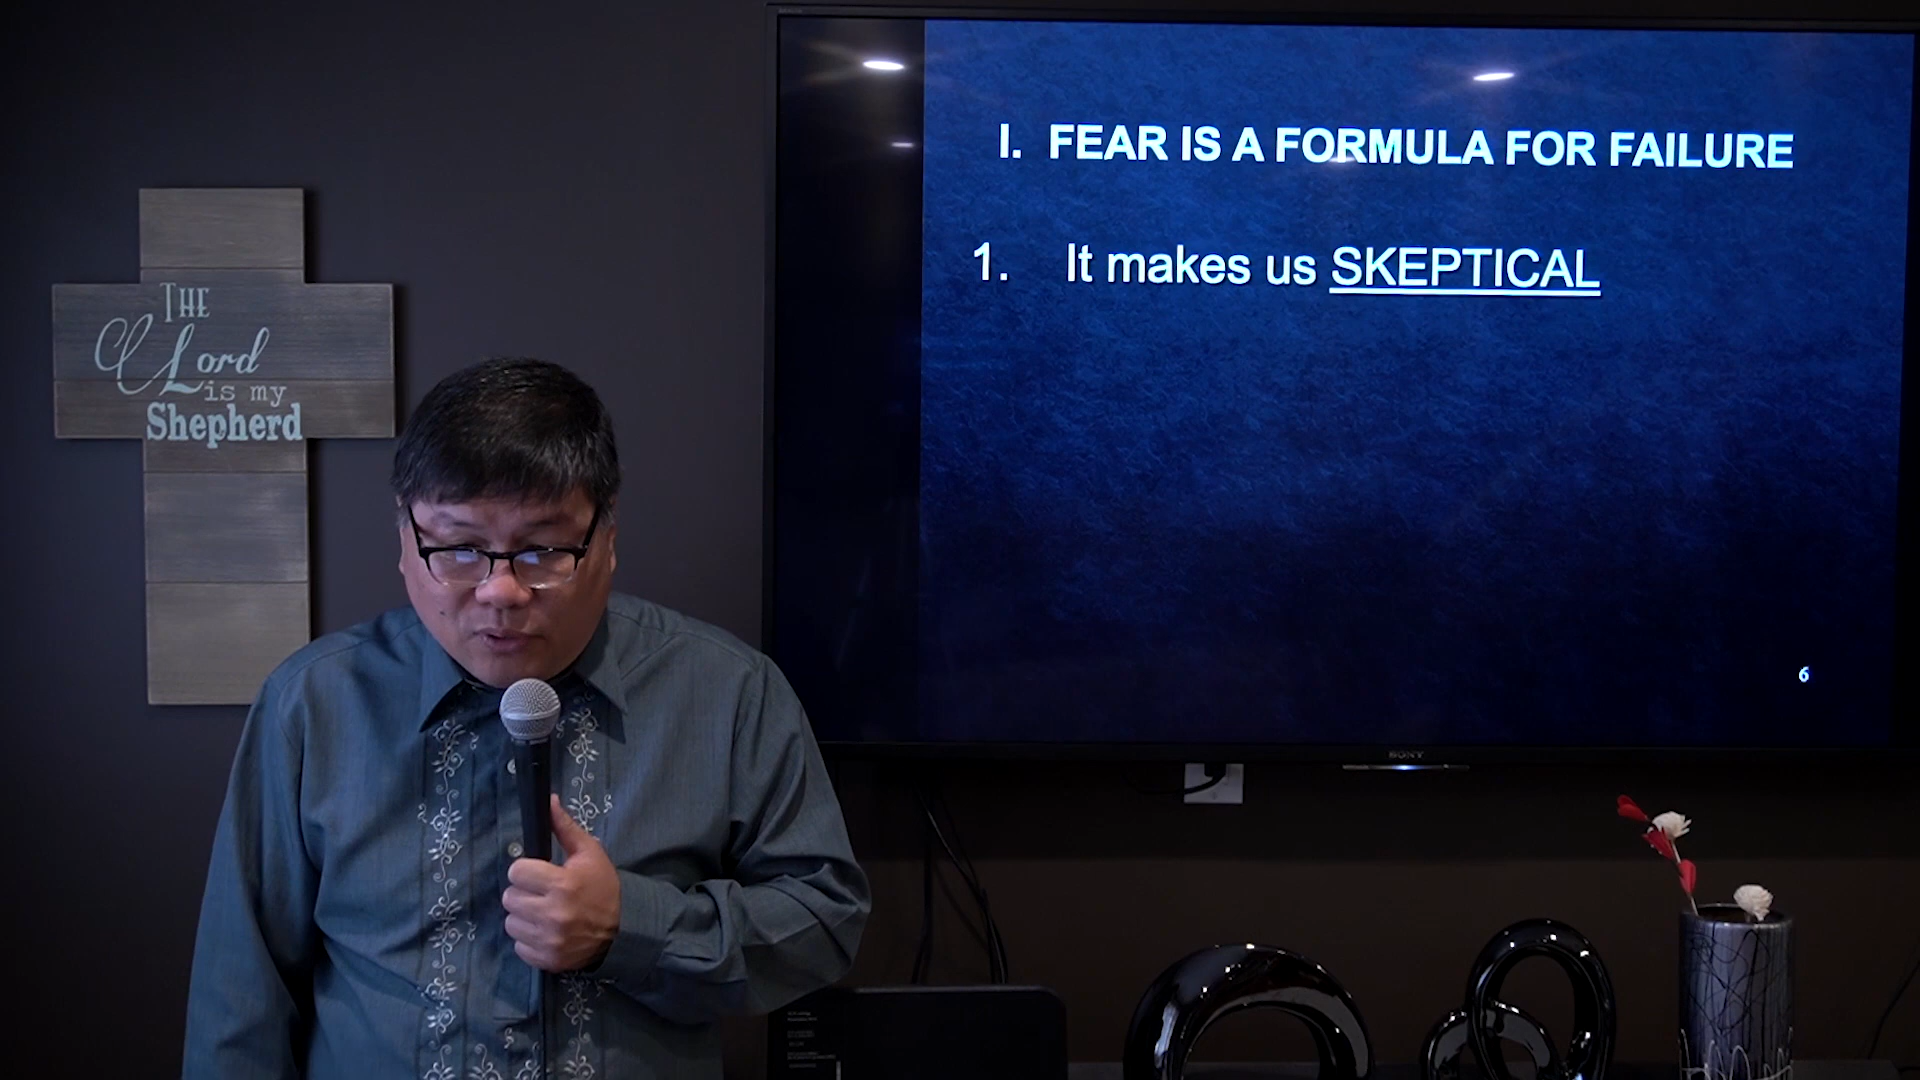 THE
Lord
is my
Shepherd
I. FEAR IS A FORMULA FOR FAILURE
1. It makes us SKEPTICAL
6
SONY